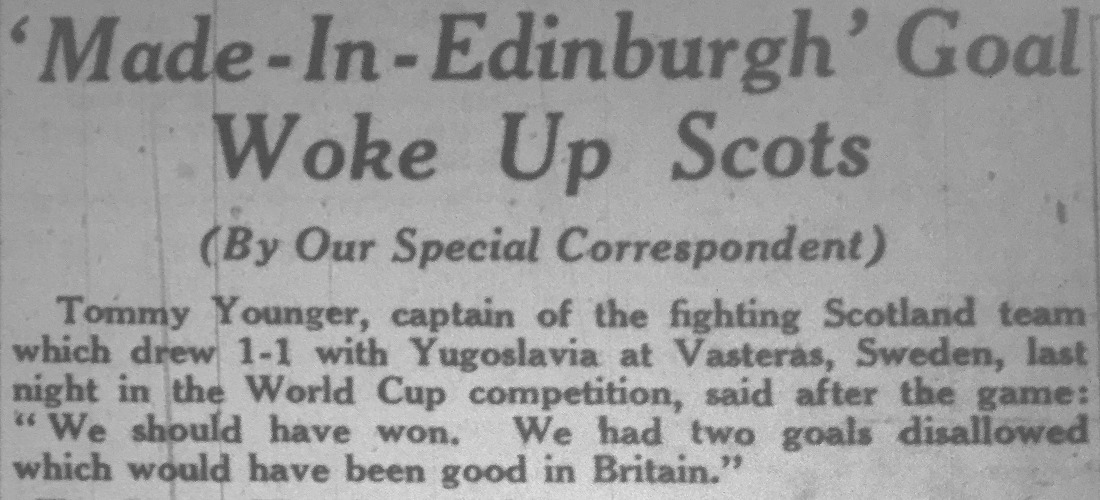 ‘Made-In-Edinburgh’ Goal
Woke Up Scots
(By Our Special Correspondent)
Tommy Younger, captain of the fighting Scotland team
which drew 1-1 with Yugoslavia at Vasteras, Sweden, last
night in the World Cup competition, said after the game:
“We should have won. We had two goals disallowed
which would have been good in Britain.”